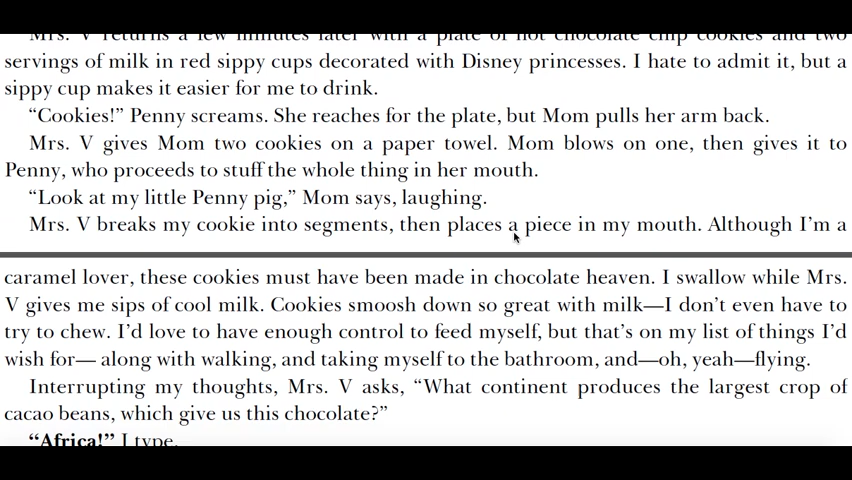 Mrs. V returns a few minutes later with a plate of hot chocolate chip cookies and two
servings of milk in red sippy cups decorated with Disney princesses. I hate to admit it, but a
sippy cup makes it easier for me to drink.
“Cookies!” Penny screams. She reaches for the plate, but Mom pulls her arm back.
Mrs. V gives Mom two cookies on a paper towel. Mom blows on one, then gives it to
Penny, who proceeds to stuff the whole thing in her mouth.
“Look at my little Penny pig,” Mom says, laughing.
Mrs. V breaks my cookie into segments, then places a piece in my mouth. Although I’m a
caramel lover, these cookies must have been made in chocolate heaven. I swallow while Mrs.
V gives me sips of cool milk. Cookies smoosh down so great with milk—I don’t even have to
try to chew. I’d love to have enough control to feed myself, but that’s on my list of things I’d
wish for— along with walking, and taking myself to the bathroom, and—oh, yeah—flying.
Interrupting my thoughts, Mrs. V asks, “What continent produces the largest crop of
cacao beans, which give us this chocolate?”
“Africa!” I type.